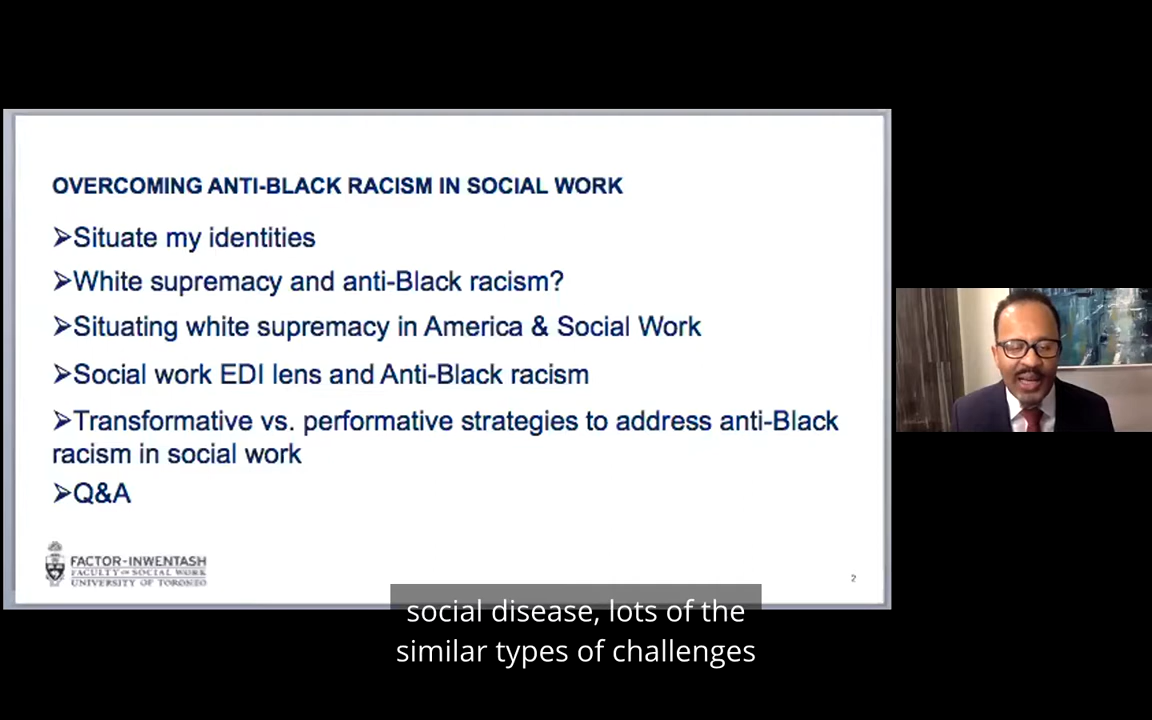 OVERCOMING ANTI-BLACK RACISM IN SOCIAL WORK
➢Situate my identities
➢White supremacy and anti-Black racism?
➢Situating white supremacy in America & Social Work
➢Social work EDI lens and Anti-Black racism
➢Transformative vs. performative strategies to address anti-Black
racism in social work
➢Q&A
FACTOR-INWENTASH
FACULTY OF SOCIAL WORK
UNIVERSITY OF TORONTO
2
social disease, lots of the
similar types of challenges